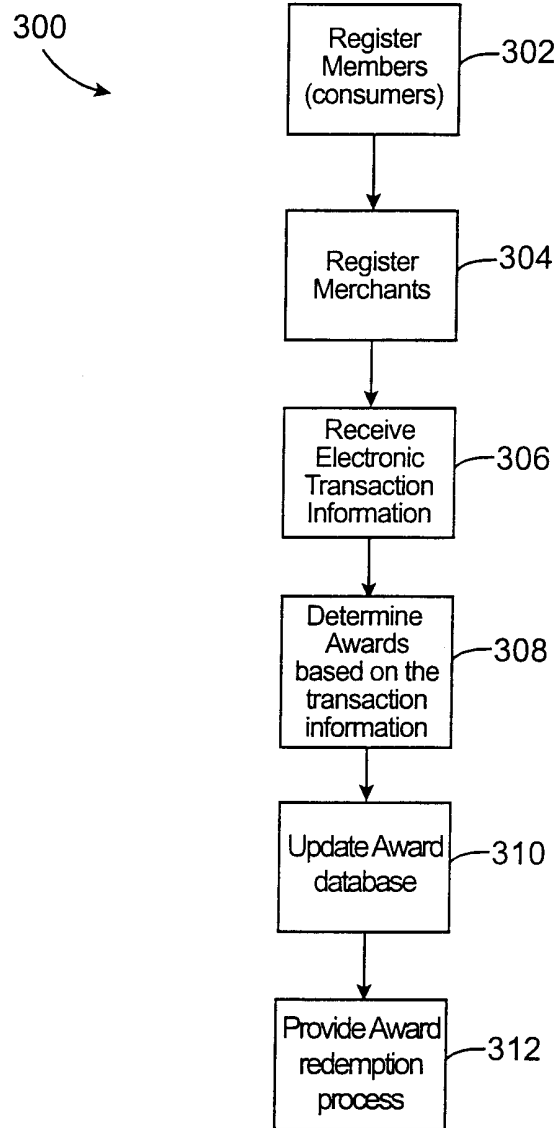 300
Register
Members
(consumers)
302
Register
Merchants
304
Receive
Electronic
Transaction
Information
306
Determine
Awards
based on the
transaction
information
308
Update Award
database
310
Provide Award
redemption
process
312